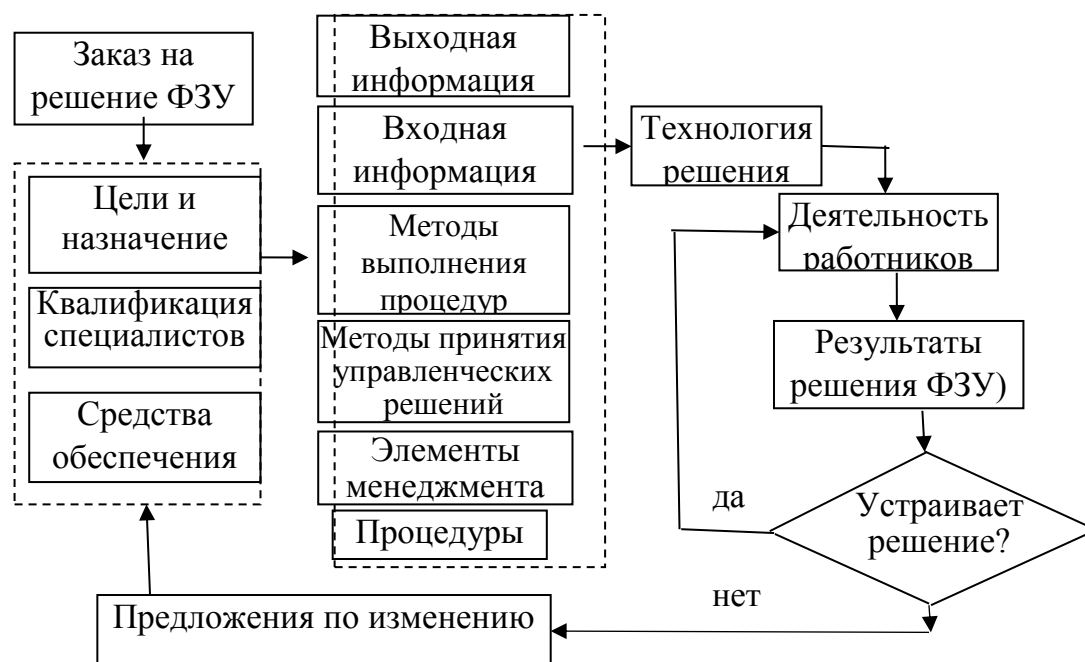 Заказ на
решение ФЗУ
Цели и
назначение
Квалификация
специалистов
Средства
обеспечения
Выходная
информация
Входная
информация
Методы
выполнения
процедур
Методы принятия
управленческих
решений
Элементы
менеджмента
Процедуры
Технология
решения
Деятельность
работников
Результаты
решения ФЗУ)
Устраивает
решение?
да
нет
Предложения по изменению